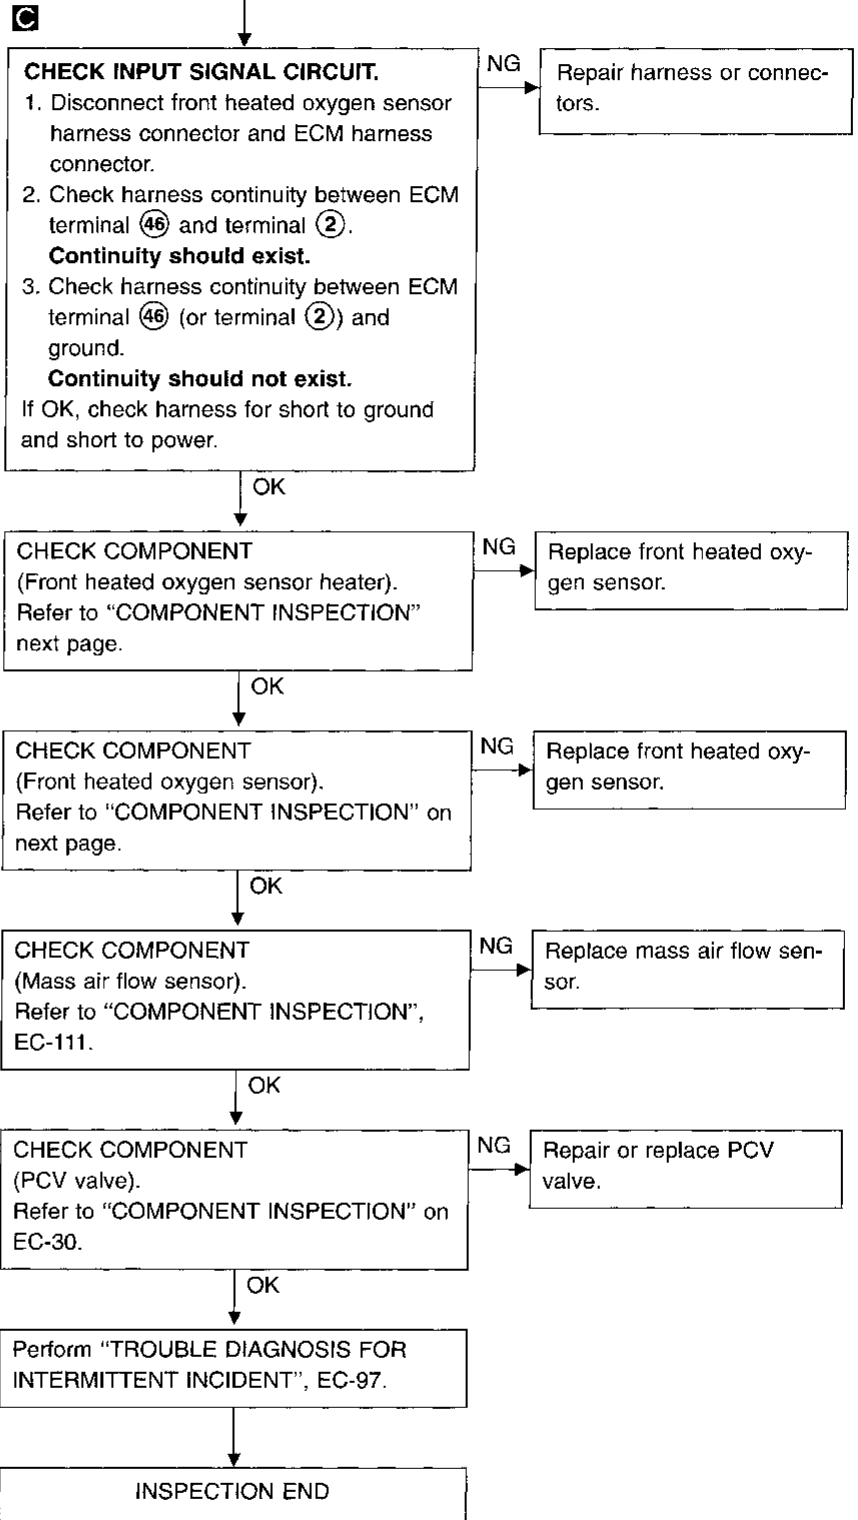 C
CHECK INPUT SIGNAL CIRCUIT.
1. Disconnect front heated oxygen sensor
harness connector and ECM harness
connector.
2. Check harness continuity between ECM
terminal 46 and terminal 2.
Continuity should exist.
3. Check harness continuity between ECM
terminal 46 (or terminal 2) and
ground.
Continuity should not exist.
If OK, check harness for short to ground
and short to power.
NG
Repair harness or connec-
tors.
OK
CHECK COMPONENT
(Front heated oxygen sensor heater).
Refer to “COMPONENT INSPECTION”
next page.
NG
Replace front heated oxy-
gen sensor.
OK
CHECK COMPONENT
(Front heated oxygen sensor).
Refer to “COMPONENT INSPECTION” on
next page.
NG
Replace front heated oxy-
gen sensor.
OK
CHECK COMPONENT
(Mass air flow sensor).
Refer to “COMPONENT INSPECTION”,
EC-111.
NG
Replace mass air flow sen-
sor.
OK
CHECK COMPONENT
(PCV valve).
Refer to “COMPONENT INSPECTION” on
EC-30.
NG
Repair or replace PCV
valve.
OK
Perform “TROUBLE DIAGNOSIS FOR
INTERMITTENT INCIDENT”, EC-97.
INSPECTION END